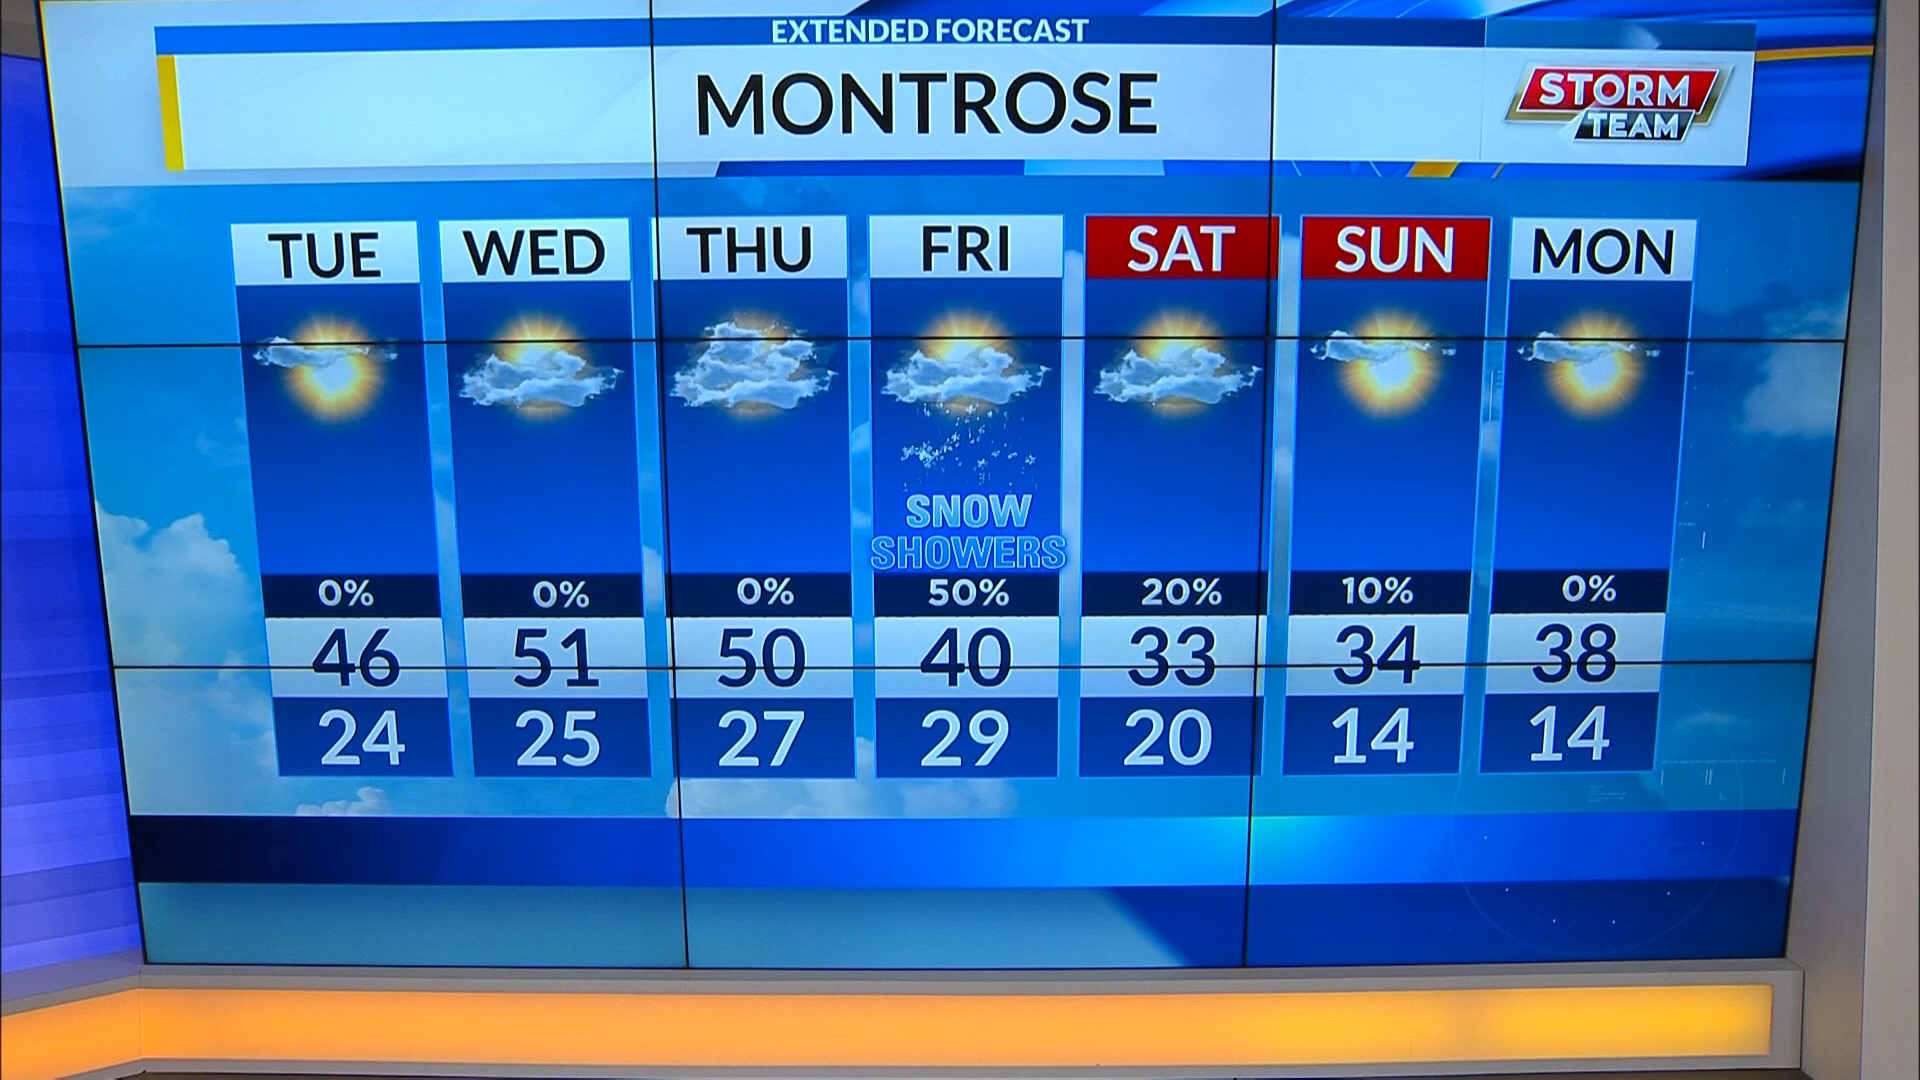 EXTENDED FORECAST
MONTROSE
STORM
TEAM
TUE WED THU FRI SAT SUN MON
SNOW
SHOWERS
0% 0% 0% 50% 20% 10% 0%
46 51 50 40 33 34 38
24 25 27 29 20 14 14